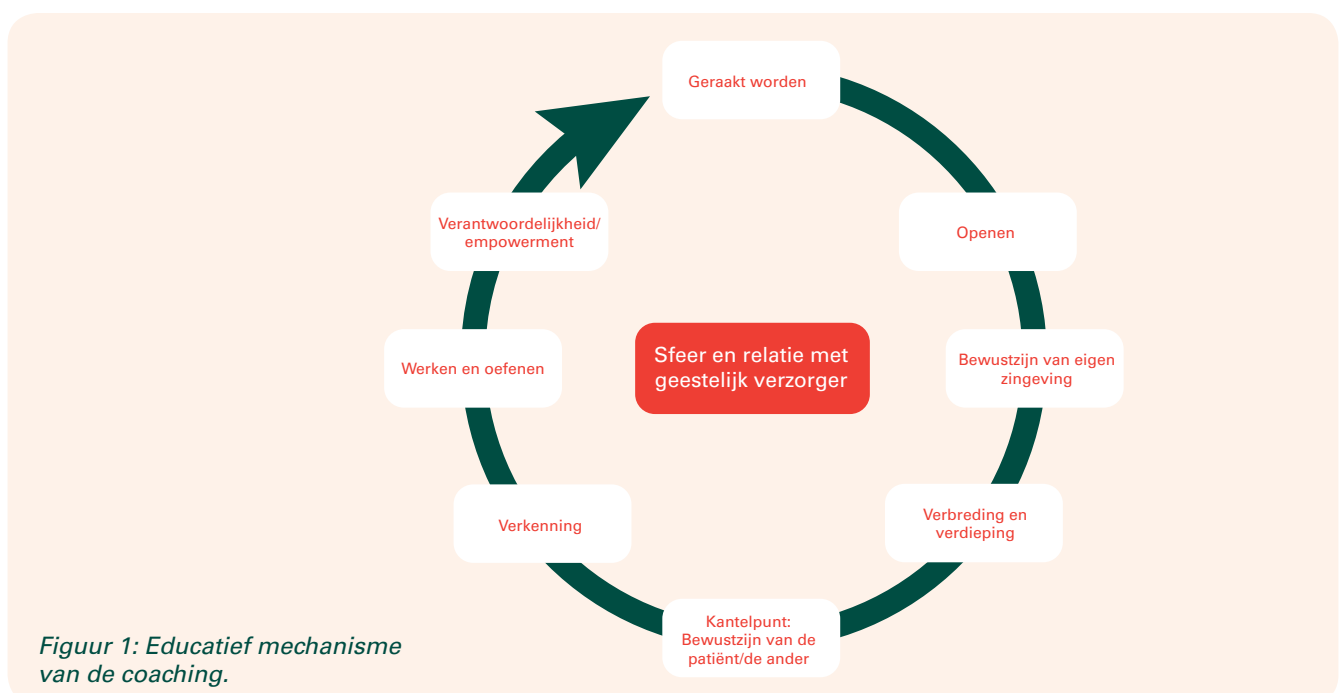 Geraakt worden
Openen
Bewustzijn van eigen
zingeving
Verbreding en
verdieping
Kantelpunt:
Bewustzijn van de
patiënt/de ander
Verkenning
Werken en oefenen
Verantwoordelijkheid/
empowerment
Sfeer en relatie met
geestelijk verzorger
Figuur 1: Educatief mechanisme
van de coaching.